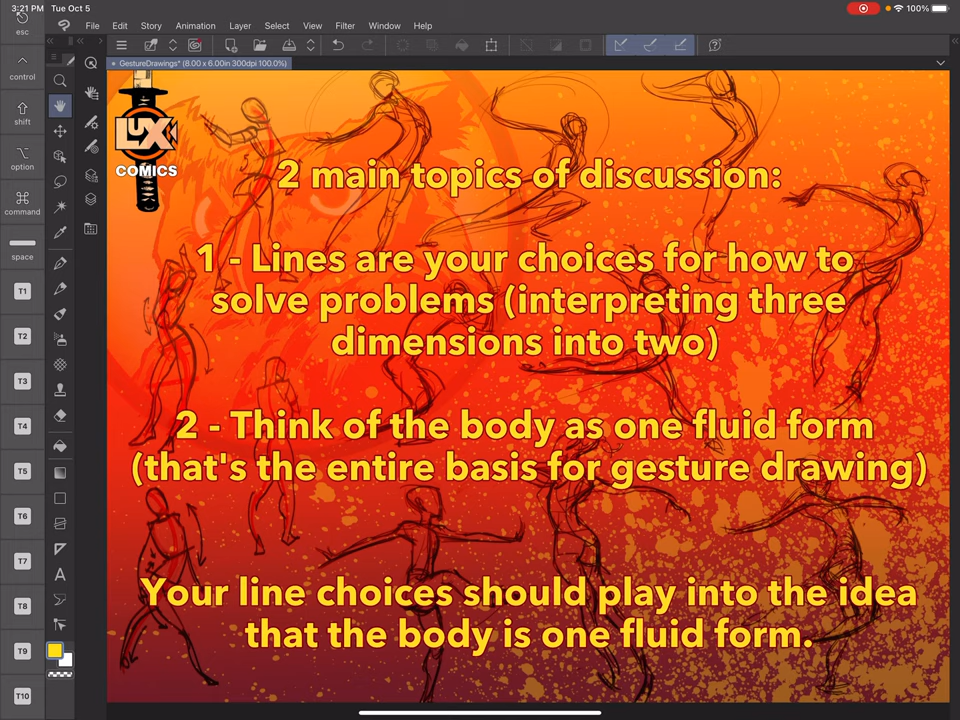 3:21 PM Tue Oct 5
100%
esc
File Edit Story Animation Layer Select View Filter Window Help
control
GestureDrawings* (8.00 x 6.00in 300dpi 100.0%)
shift
option
command
space
T1
T2
T3
T4
T5
T6
T7
T8
T9
T10
LUX
COMICS
2 main topics of discussion:
1 - Lines are your choices for how to
solve problems (interpreting three
dimensions into two)
2 - Think of the body as one fluid form
(that's the entire basis for gesture drawing)
Your line choices should play into the idea
that the body is one fluid form.